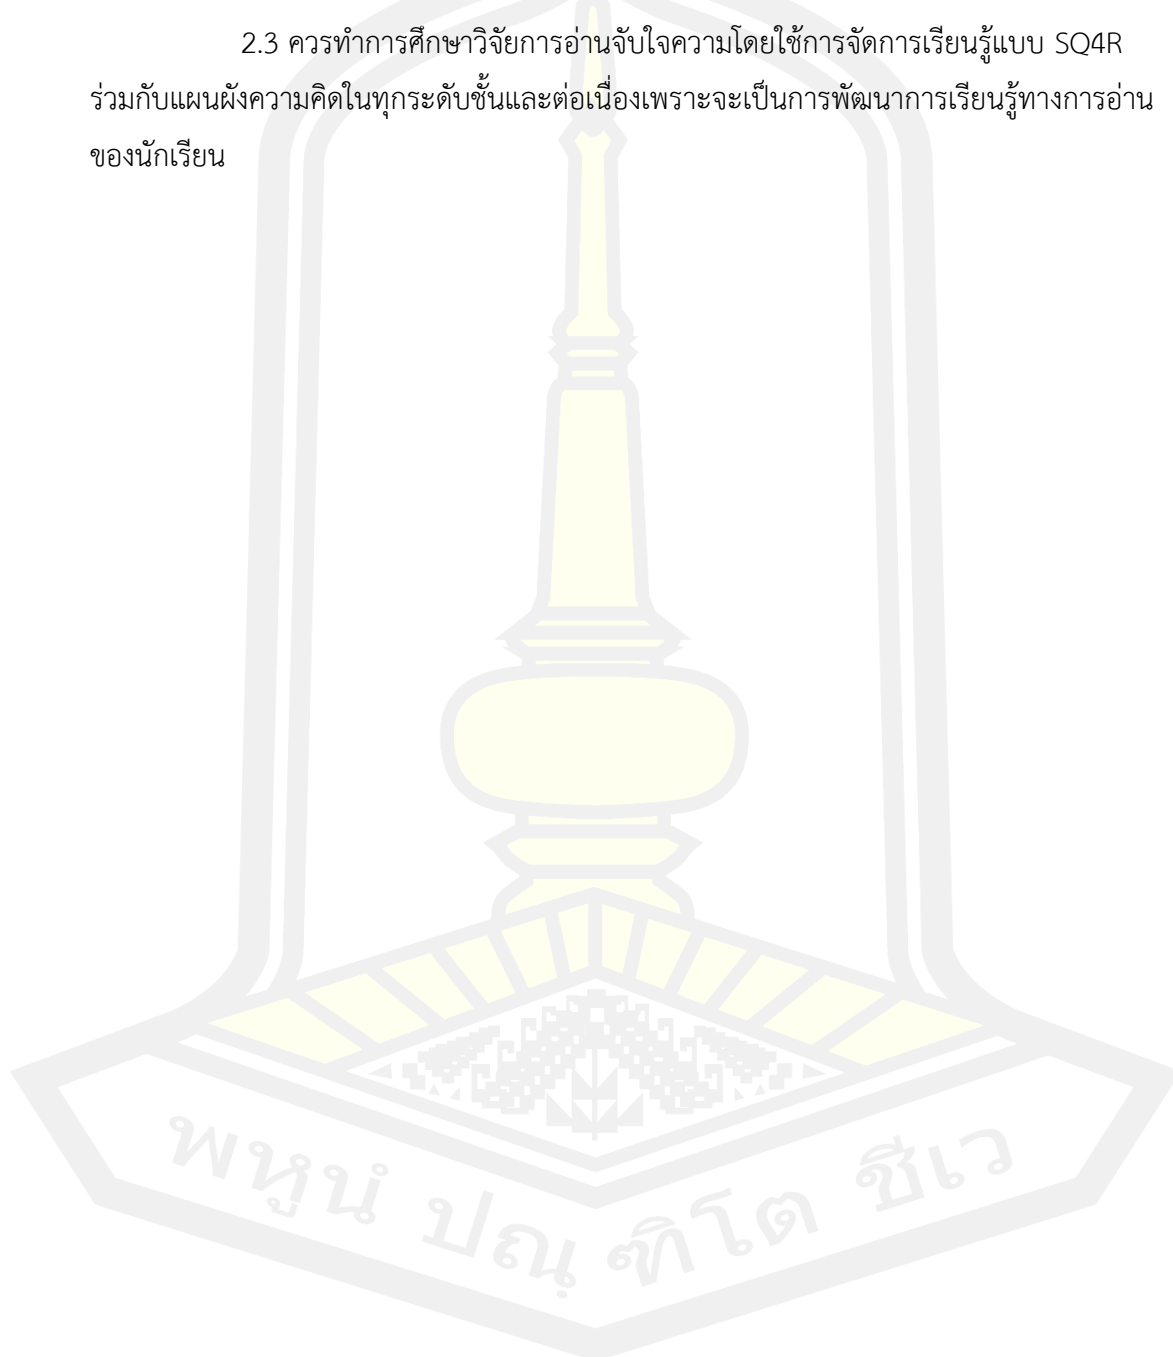 2.3 ควรทำการศึกษาวิจัยการอ่านจับใจความโดยใช้การจัดการเรียนรู้แบบ SQ4R
ร่วมกับแผนผังความคิดในทุกระดับชั้นและต่อเนื่องเพราะจะเป็นการพัฒนาการเรียนรู้ทางการอ่าน
ของนักเรียน
พหูนํ ปณฺฑิโต ชีเว